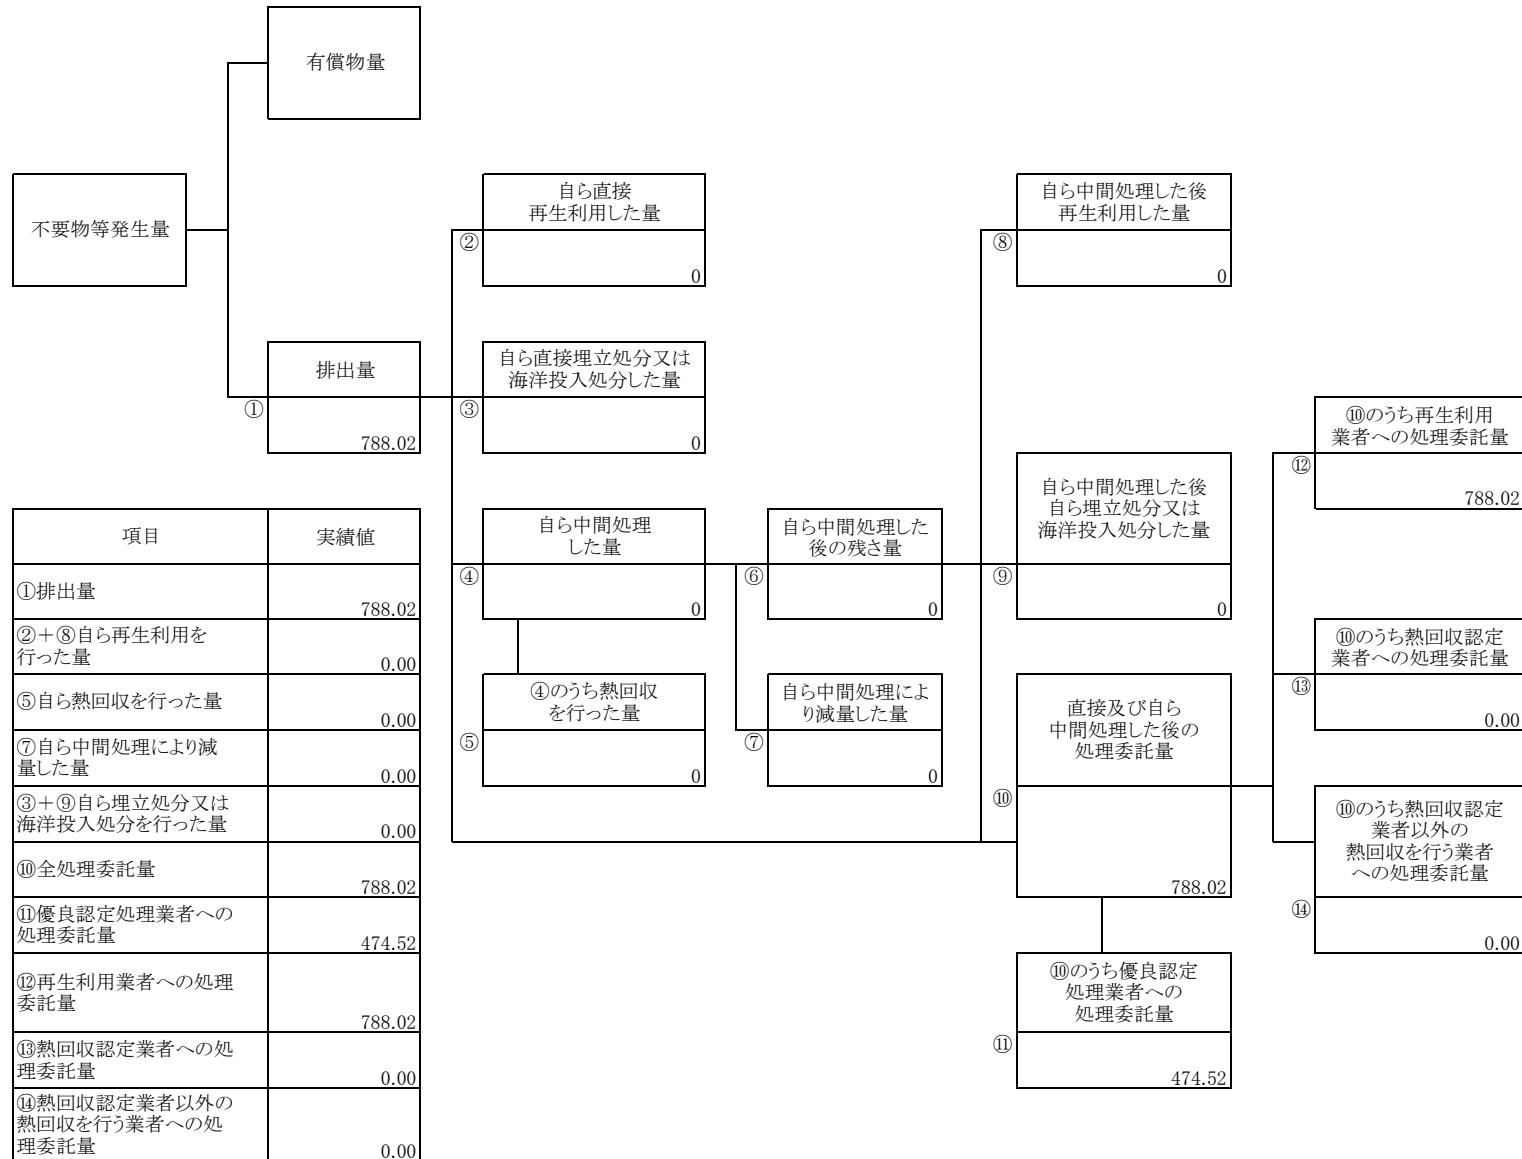 有償物量
不要物等発生量
排出量
①
788.02
自ら直接
再生利用した量
②
0
自ら直接埋立処分又は
海洋投入処分した量
③
0
自ら中間処理
した量
④
0
④のうち熱回収
を行った量
⑤
0
自ら中間処理した
後の残さ量
⑥
0
自ら中間処理によ
り減量した量
⑦
0
自ら中間処理した後
再生利用した量
⑧
0
自ら中間処理した後
自ら埋立処分又は
海洋投入処分した量
⑨
0
直接及び自ら
中間処理した後の
処理委託量
⑩
788.02
⑩のうち優良認定
処理業者への
処理委託量
⑪
474.52
⑩のうち再生利用
業者への処理委託量
⑫
788.02
⑩のうち熱回収認定
業者への処理委託量
⑬
0.00
⑩のうち熱回収認定
業者以外の
熱回収を行う業者
への処理委託量
⑭
0.00
項目 実績値
①排出量
788.02
②＋⑧自ら再生利用を
行った量
0.00
⑤自ら熱回収を行った量
0.00
⑦自ら中間処理により減
量した量
0.00
③＋⑨自ら埋立処分又は
海洋投入処分を行った量
0.00
⑩全処理委託量
788.02
⑪優良認定処理業者への
処理委託量
474.52
⑫再生利用業者への処理
委託量
788.02
⑬熱回収認定業者への処
理委託量
0.00
⑭熱回収認定業者以外の
熱回収を行う業者への処
理委託量
0.00